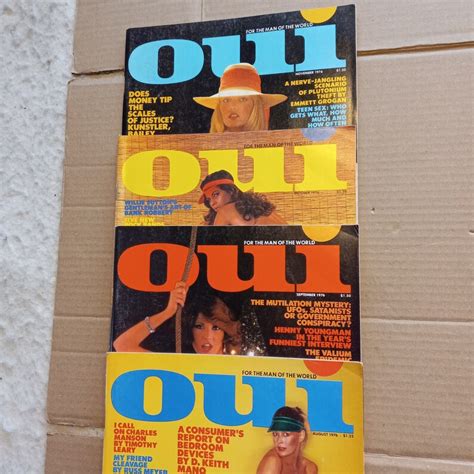 FOR THE MAN OF THE WORLD
oui
NOVEMBER 1976
$1.50
DOES
MONEY TIP
THE
SCALES
OF JUSTICE?
KUNSTLER,
BAILEY
A NERVE-JANGLING
SCENARIO
OF PLUTONIUM
THEFT BY
EMMETT GROGAN
TEEN SEX: WHO
GETS WHAT, HOW
MUCH AND
HOW OFTEN
FOR THE MAN OF THE WORLD
oui
WILLIE SUTTON'S
GENTLEMAN'S ART OF
BANK ROBBERY
FOR THE MAN OF THE WORLD
oui
SEPTEMBER 1976
$1.50
THE MUTILATION MYSTERY:
UFOs, SATANISTS
OR GOVERNMENT
CONSPIRACY?
HENNY YOUNGMAN
IN THE YEAR'S
FUNNIEST INTERVIEW
THE VALIUM
EPIDEMIC
FOR THE MAN OF THE WORLD
oui
AUGUST 1976
I CALL
ON CHARLES
MANSON BY
TIMOTHY LEARY
MY FRIEND
CLEAVAGE
BY RUSS MEYER
A CONSUMER'S
REPORT ON
BEDROOM
DEVICES
BY D. KEITH
MANO